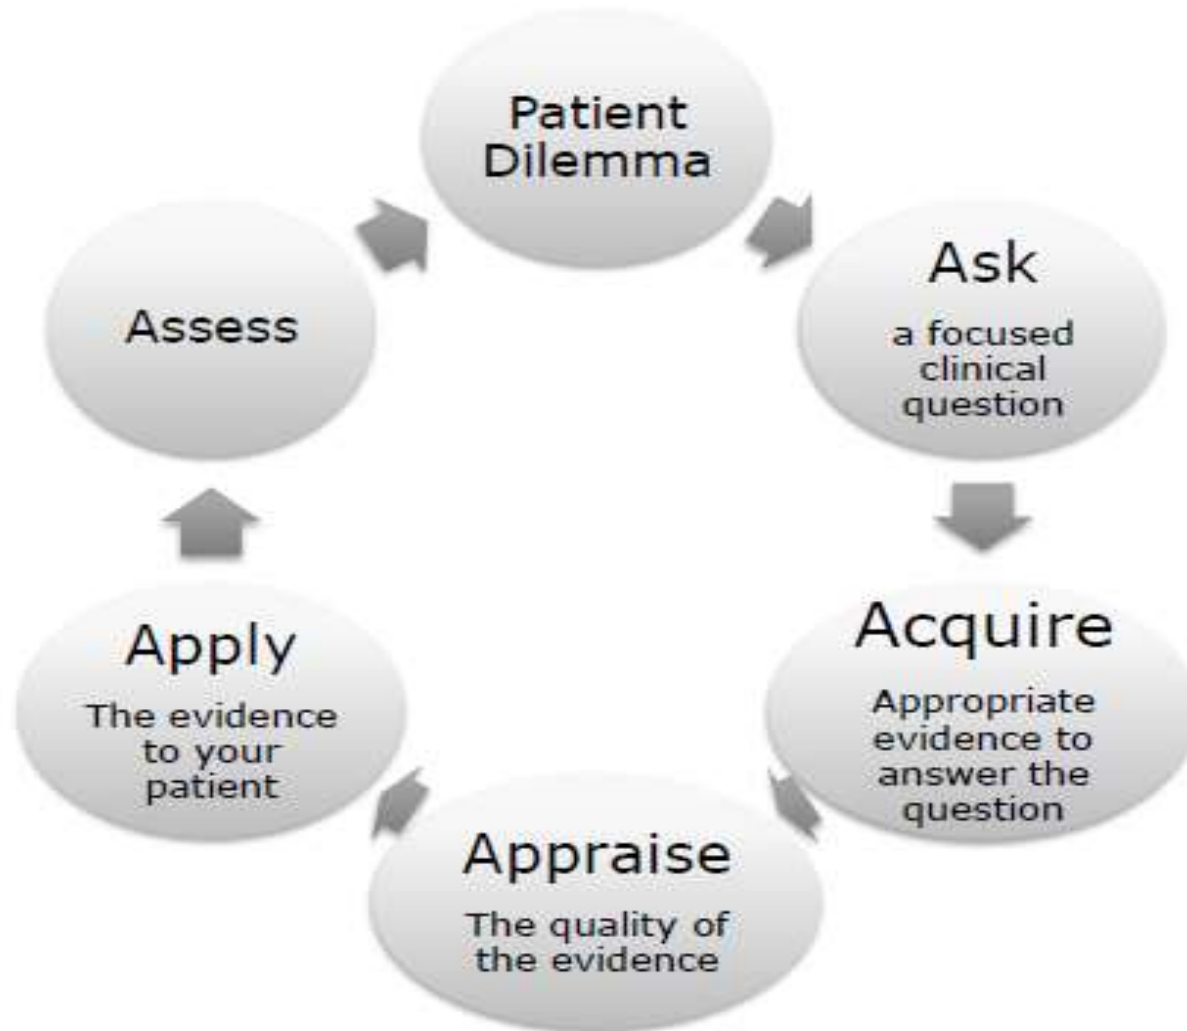 Patient
Dilemma
Ask
a focused
clinical
question
Acquire
Appropriate
evidence to
answer the
question
Appraise
The quality of
the evidence
Apply
The evidence
to your
patient
Assess